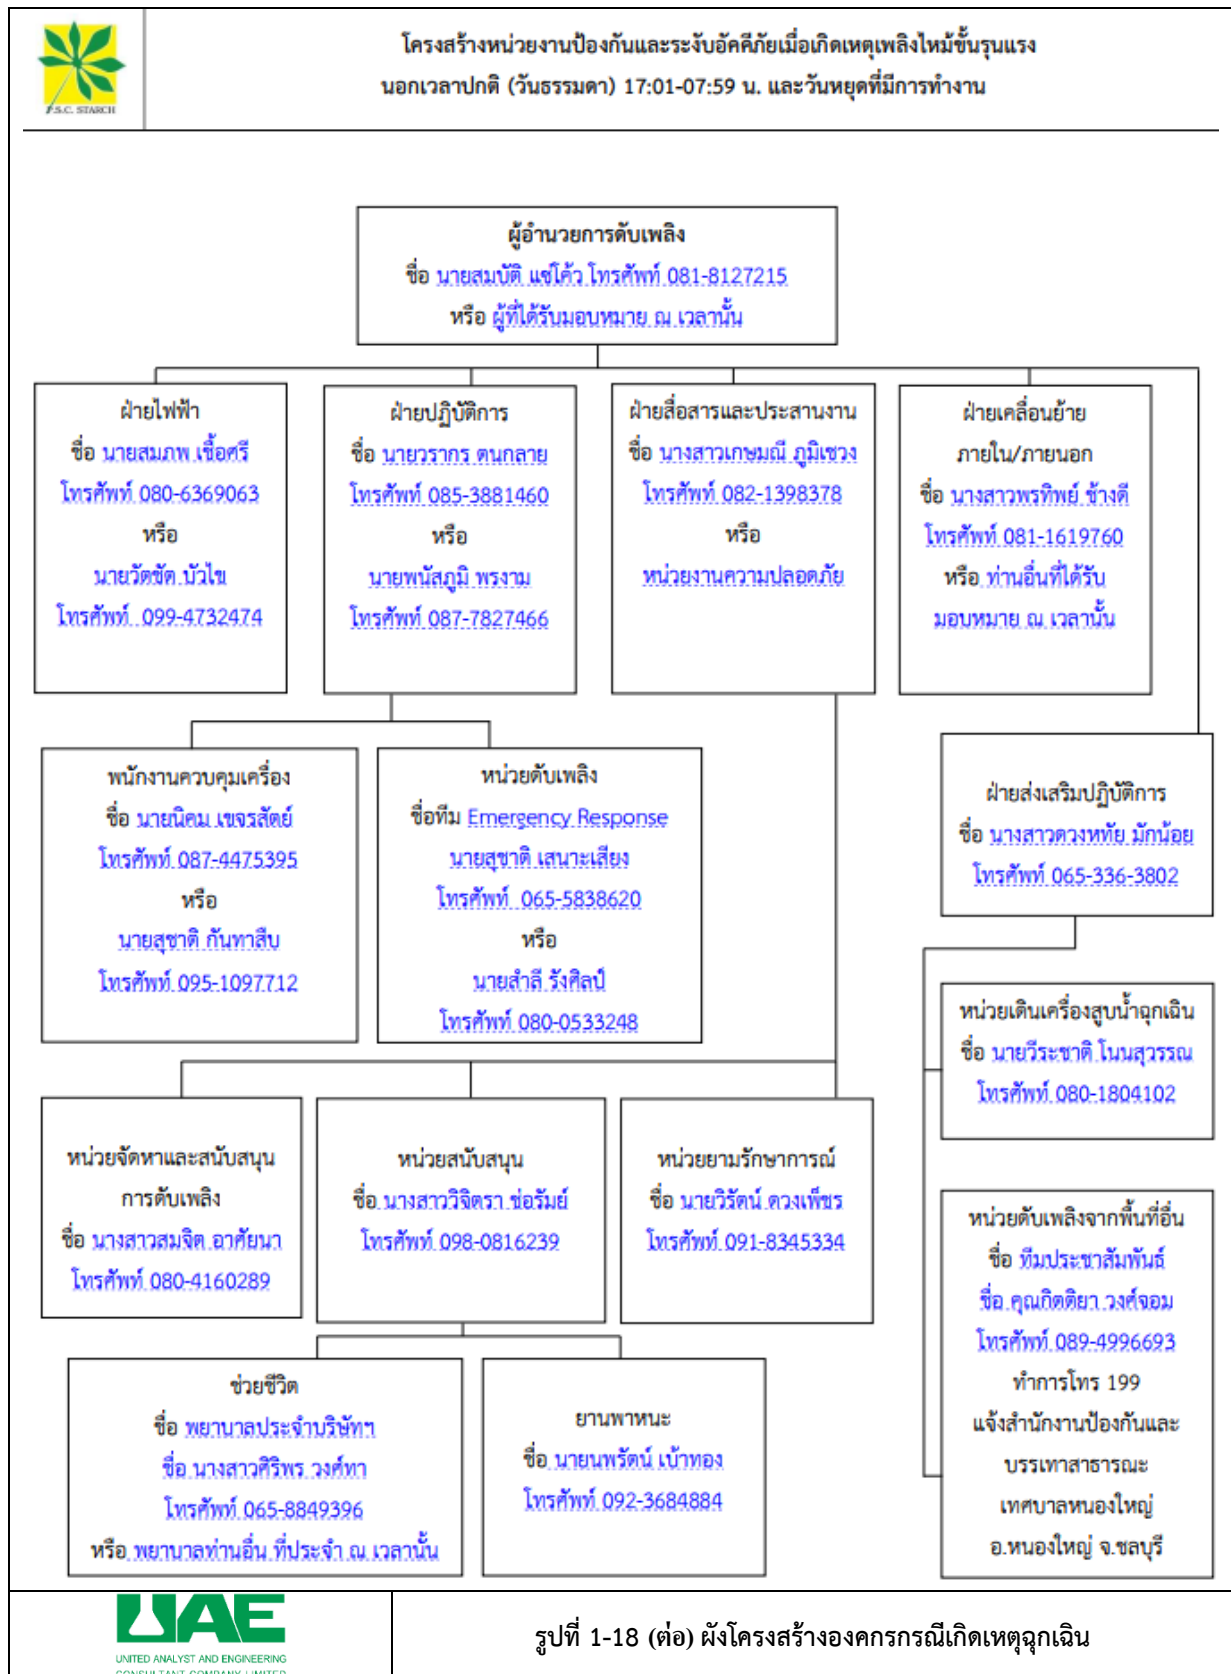 P.S.C. STARCH
โครงสร้างหน่วยงานป้องกันและระงับอัคคีภัยเมื่อเกิดเหตุเพลิงไหม้ขั้นรุนแรง
นอกเวลาปกติ (วันธรรมดา) 17:01-07:59 น. และวันหยุดที่มีการทำงาน
ผู้อำนวยการดับเพลิง
ชื่อ นายสมบัติ แซ่โค้ว โทรศัพท์ 081-8127215
หรือ ผู้ที่ได้รับมอบหมาย ณ เวลานั้น
ฝ่ายไฟฟ้า
ชื่อ นายสมภพ เชื้อศรี
โทรศัพท์ 080-6369063
หรือ
นายวัตชัต บัวไข
โทรศัพท์ 099-4732474
ฝ่ายปฏิบัติการ
ชื่อ นายวรากร ตนกลาย
โทรศัพท์ 085-3881460
หรือ
นายพนัสภูมิ พรงาม
โทรศัพท์ 087-7827466
ฝ่ายสื่อสารและประสานงาน
ชื่อ นางสาวเกษมณี ภูมิเขวง
โทรศัพท์ 082-1398378
หรือ
หน่วยงานความปลอดภัย
ฝ่ายเคลื่อนย้าย
ภายใน/ภายนอก
ชื่อ นางสาวพรทิพย์ ช้างดี
โทรศัพท์ 081-1619760
หรือ ท่านอื่นที่ได้รับ
มอบหมาย ณ เวลานั้น
พนักงานควบคุมเครื่อง
ชื่อ นายนิคม เขจรสัตย์
โทรศัพท์ 087-4475395
หรือ
นายสุชาติ กันทาสืบ
โทรศัพท์ 095-1097712
หน่วยดับเพลิง
ชื่อทีม Emergency Response
นายสุชาติ เสนาะเสียง
โทรศัพท์ 065-5838620
หรือ
นายสำลี รังศิลป์
โทรศัพท์ 080-0533248
ฝ่ายส่งเสริมปฏิบัติการ
ชื่อ นางสาวดวงหทัย มักน้อย
โทรศัพท์ 065-336-3802
หน่วยเดินเครื่องสูบน้ำฉุกเฉิน
ชื่อ นายวีระชาติ โนนสุวรรณ
โทรศัพท์ 080-1804102
หน่วยจัดหาและสนับสนุน
การดับเพลิง
ชื่อ นางสาวสมจิต อาศัยนา
โทรศัพท์ 080-4160289
หน่วยสนับสนุน
ชื่อ นางสาววิจิตรา ช่อรัมย์
โทรศัพท์ 098-0816239
หน่วยยามรักษาการณ์
ชื่อ นายวิรัตน์ ดวงเพ็ชร
โทรศัพท์ 091-8345334
หน่วยดับเพลิงจากพื้นที่อื่น
ชื่อ ทีมประชาสัมพันธ์
ชื่อ คุณกิตติยา วงศ์จอม
โทรศัพท์ 089-4996693
ทำการโทร 199
แจ้งสำนักงานป้องกันและ
บรรเทาสาธารณะ
เทศบาลหนองใหญ่
อ.หนองใหญ่ จ.ชลบุรี
ช่วยชีวิต
ชื่อ พยาบาลประจำบริษัทฯ
ชื่อ นางสาวศิริพร วงศ์ทา
โทรศัพท์ 065-8849396
หรือ พยาบาลท่านอื่น ที่ประจำ ณ เวลานั้น
ยานพาหนะ
ชื่อ นายนพรัตน์ เบ้าทอง
โทรศัพท์ 092-3684884
UAE
UNITED ANALYST AND ENGINEERING
CONSULTANT COMPANY LIMITED
รูปที่ 1-18 (ต่อ) ผังโครงสร้างองคกรกรณีเกิดเหตุฉุกเฉิน